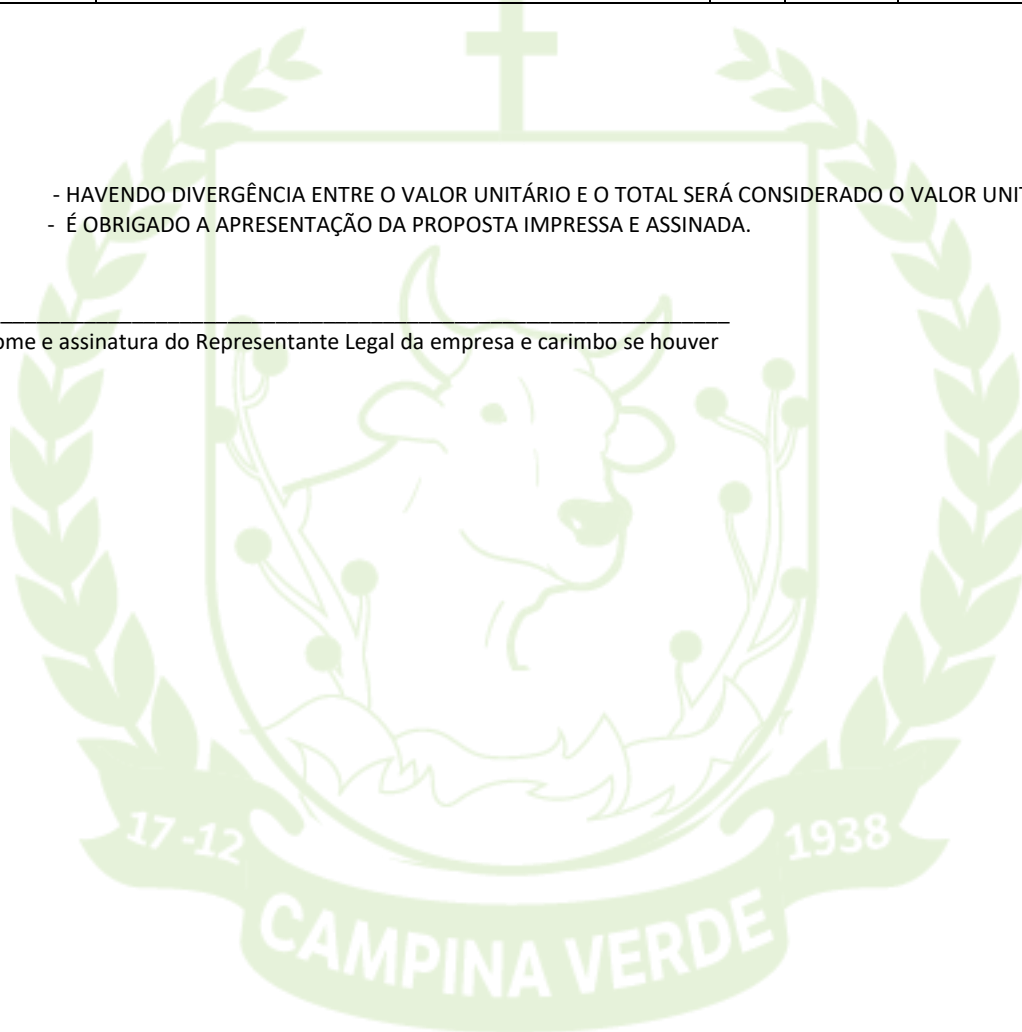 - HAVENDO DIVERGÊNCIA ENTRE O VALOR UNITÁRIO E O TOTAL SERÁ CONSIDERADO O VALOR
- É OBRIGADO A APRESENTAÇÃO DA PROPOSTA IMPRESSA E ASSINADA.
e assinatura do Representante Legal da empresa e carimbo se houver
17-12
1938
CAMPINA VERDE